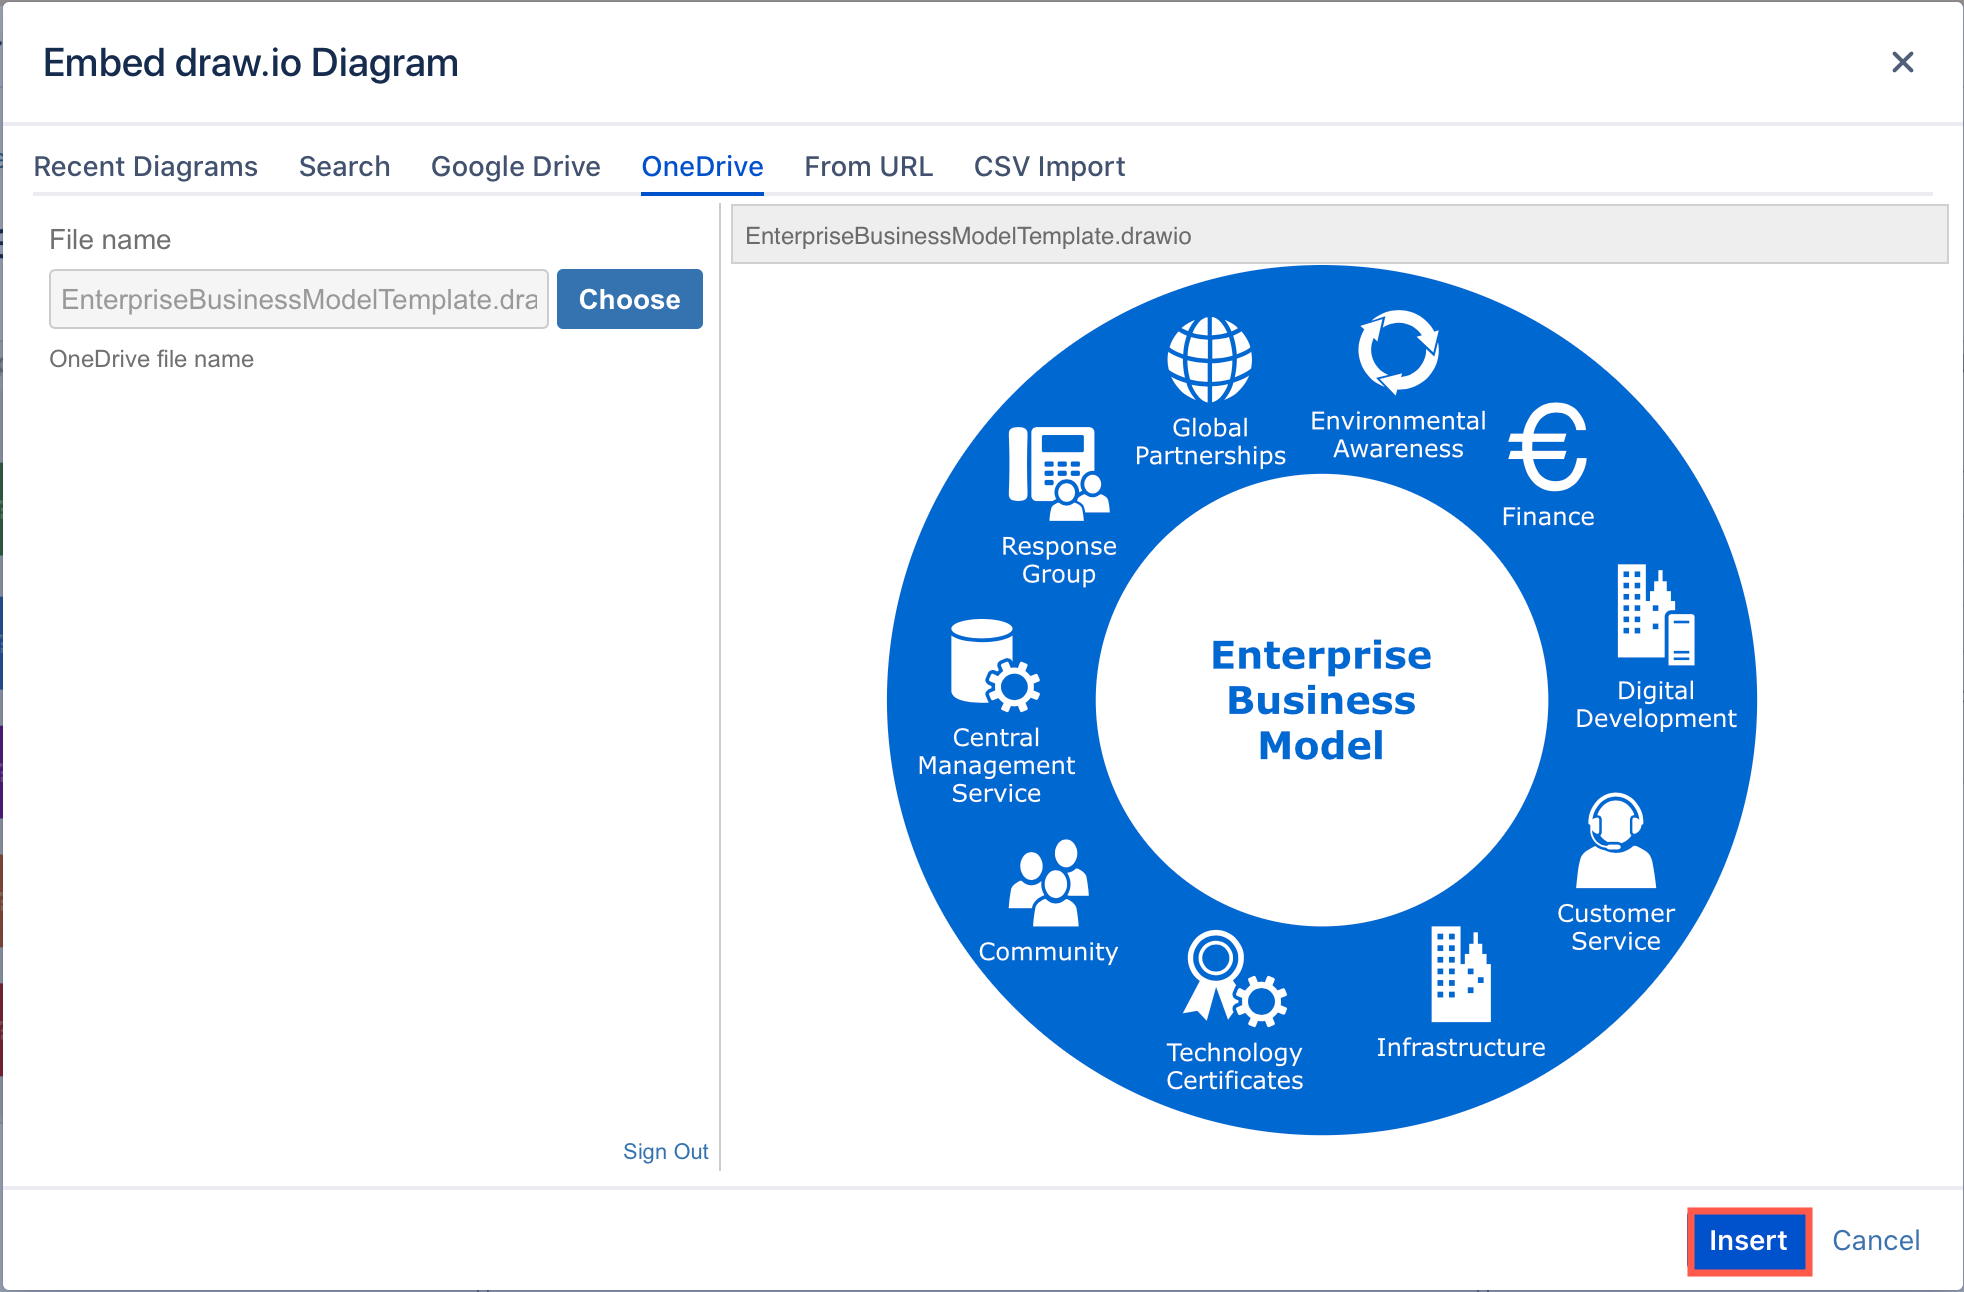 Embed draw.io Diagram
Recent Diagrams
Search
Google Drive
OneDrive
From URL
CSV Import
File name
EnterpriseBusinessModelTemplate.dra
Choose
OneDrive file name
Sign Out
EnterpriseBusinessModelTemplate.drawio
Global
Partnerships
Environmental
Awareness
Finance
Response
Group
Digital
Development
Enterprise
Business
Model
Central
Management
Service
Customer
Service
Community
Infrastructure
Technology
Certificates
Insert
Cancel